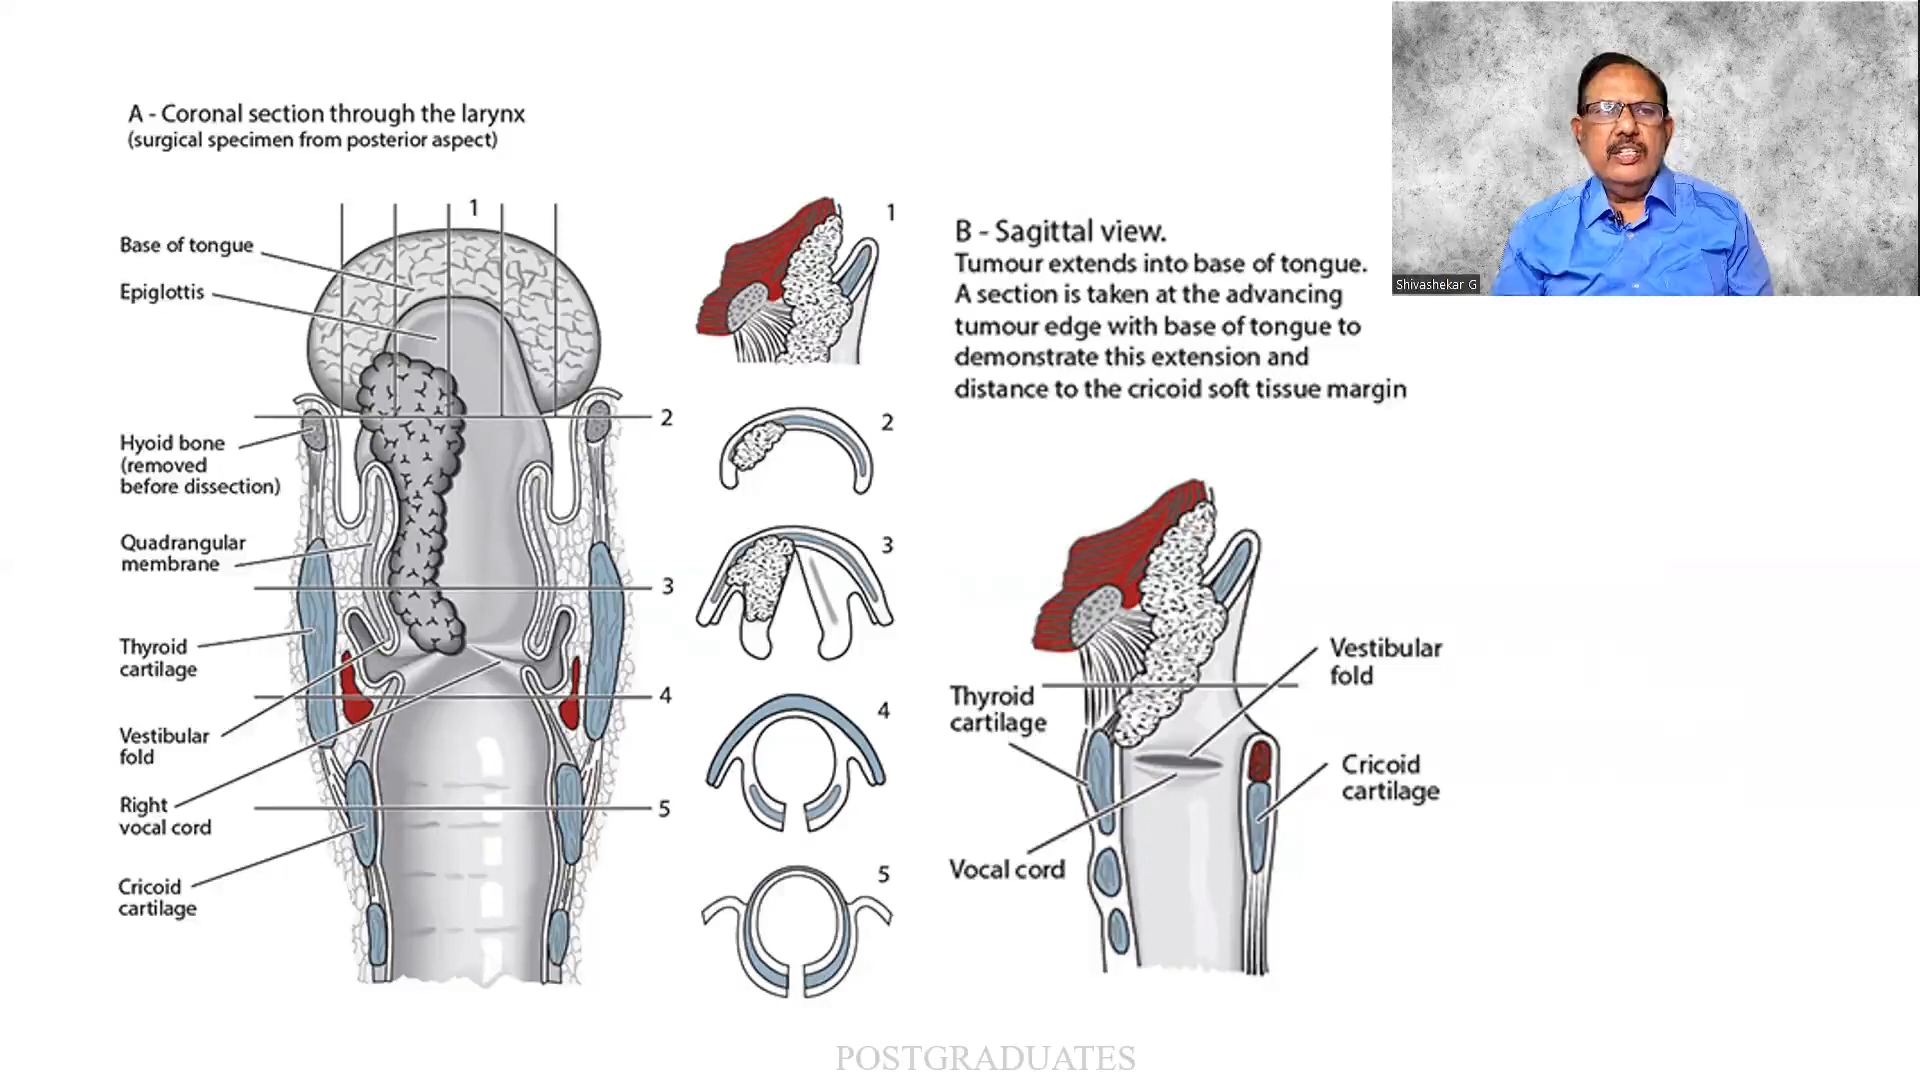 A - Coronal section through the larynx
(surgical specimen from posterior aspect)
1
Base of tongue
Epiglottis
2
Hyoid bone
(removed
before dissection)
Quadrangular
membrane
3
Thyroid
cartilage
4
Vestibular
fold
Right
vocal cord
5
Cricoid
cartilage
1
2
3
4
5
B - Sagittal view.
Tumour extends into base of tongue.
A section is taken at the advancing
tumour edge with base of tongue to
demonstrate this extension and
distance to the cricoid soft tissue margin
Vestibular
fold
Thyroid
cartilage
Cricoid
cartilage
Vocal cord
Shivashekar G
POSTGRADUATES